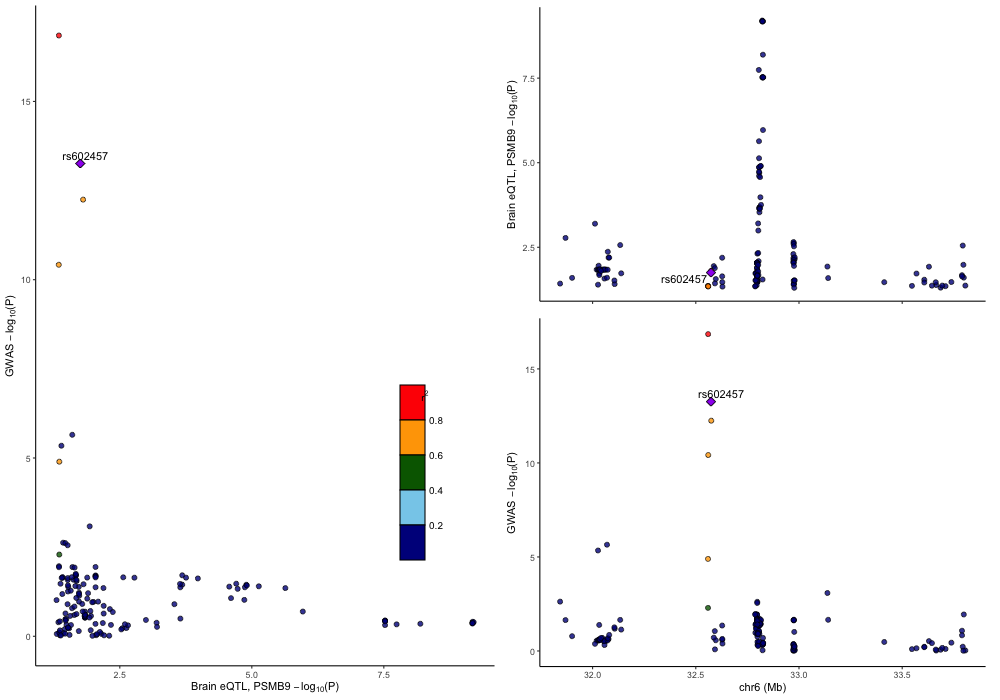 GWAS −log10(P)
15
10
5
0
rs602457
r2
0.8
0.6
0.4
0.2
2.5
5.0
7.5
Brain eQTL, PSMB9 −log10(P)
Brain eQTL, PSMB9 −log10(P)
7.5
5.0
2.5
rs602457
GWAS −log10(P)
15
10
5
0
rs602457
32.0
32.5
33.0
33.5
chr6 (Mb)